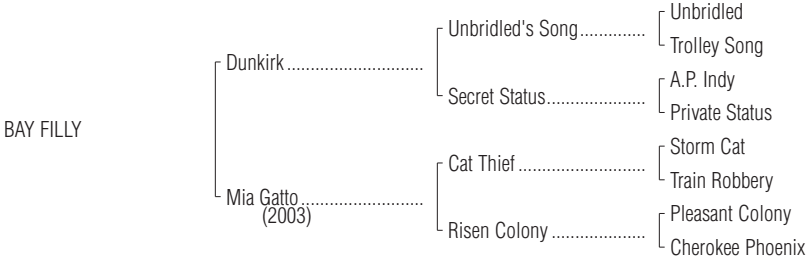 Unbridled
Unbridled's Song..............
Trolley Song
Dunkirk.............................
A.P. Indy
Secret Status.....................
Private Status
BAY FILLY
Storm Cat
Cat Thief...........................
Train Robbery
Mia Gatto..........................
(2003)
Pleasant Colony
Risen Colony....................
Cherokee Phoenix